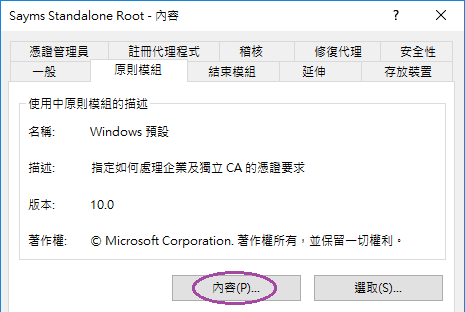 Sayms Standalone Root - 內容
憑證管理員 註冊代理程式 稽核 修復代理 安全性
一般 原則模組 結束模組 延伸 存放裝置
使用中原則模組的描述
名稱: Windows 預設
描述: 指定如何處理企業及獨立 CA 的憑證要求
版本: 10.0
著作權: © Microsoft Corporation. 著作權所有，並保留一切權利。
內容(P)... 選取(S)...